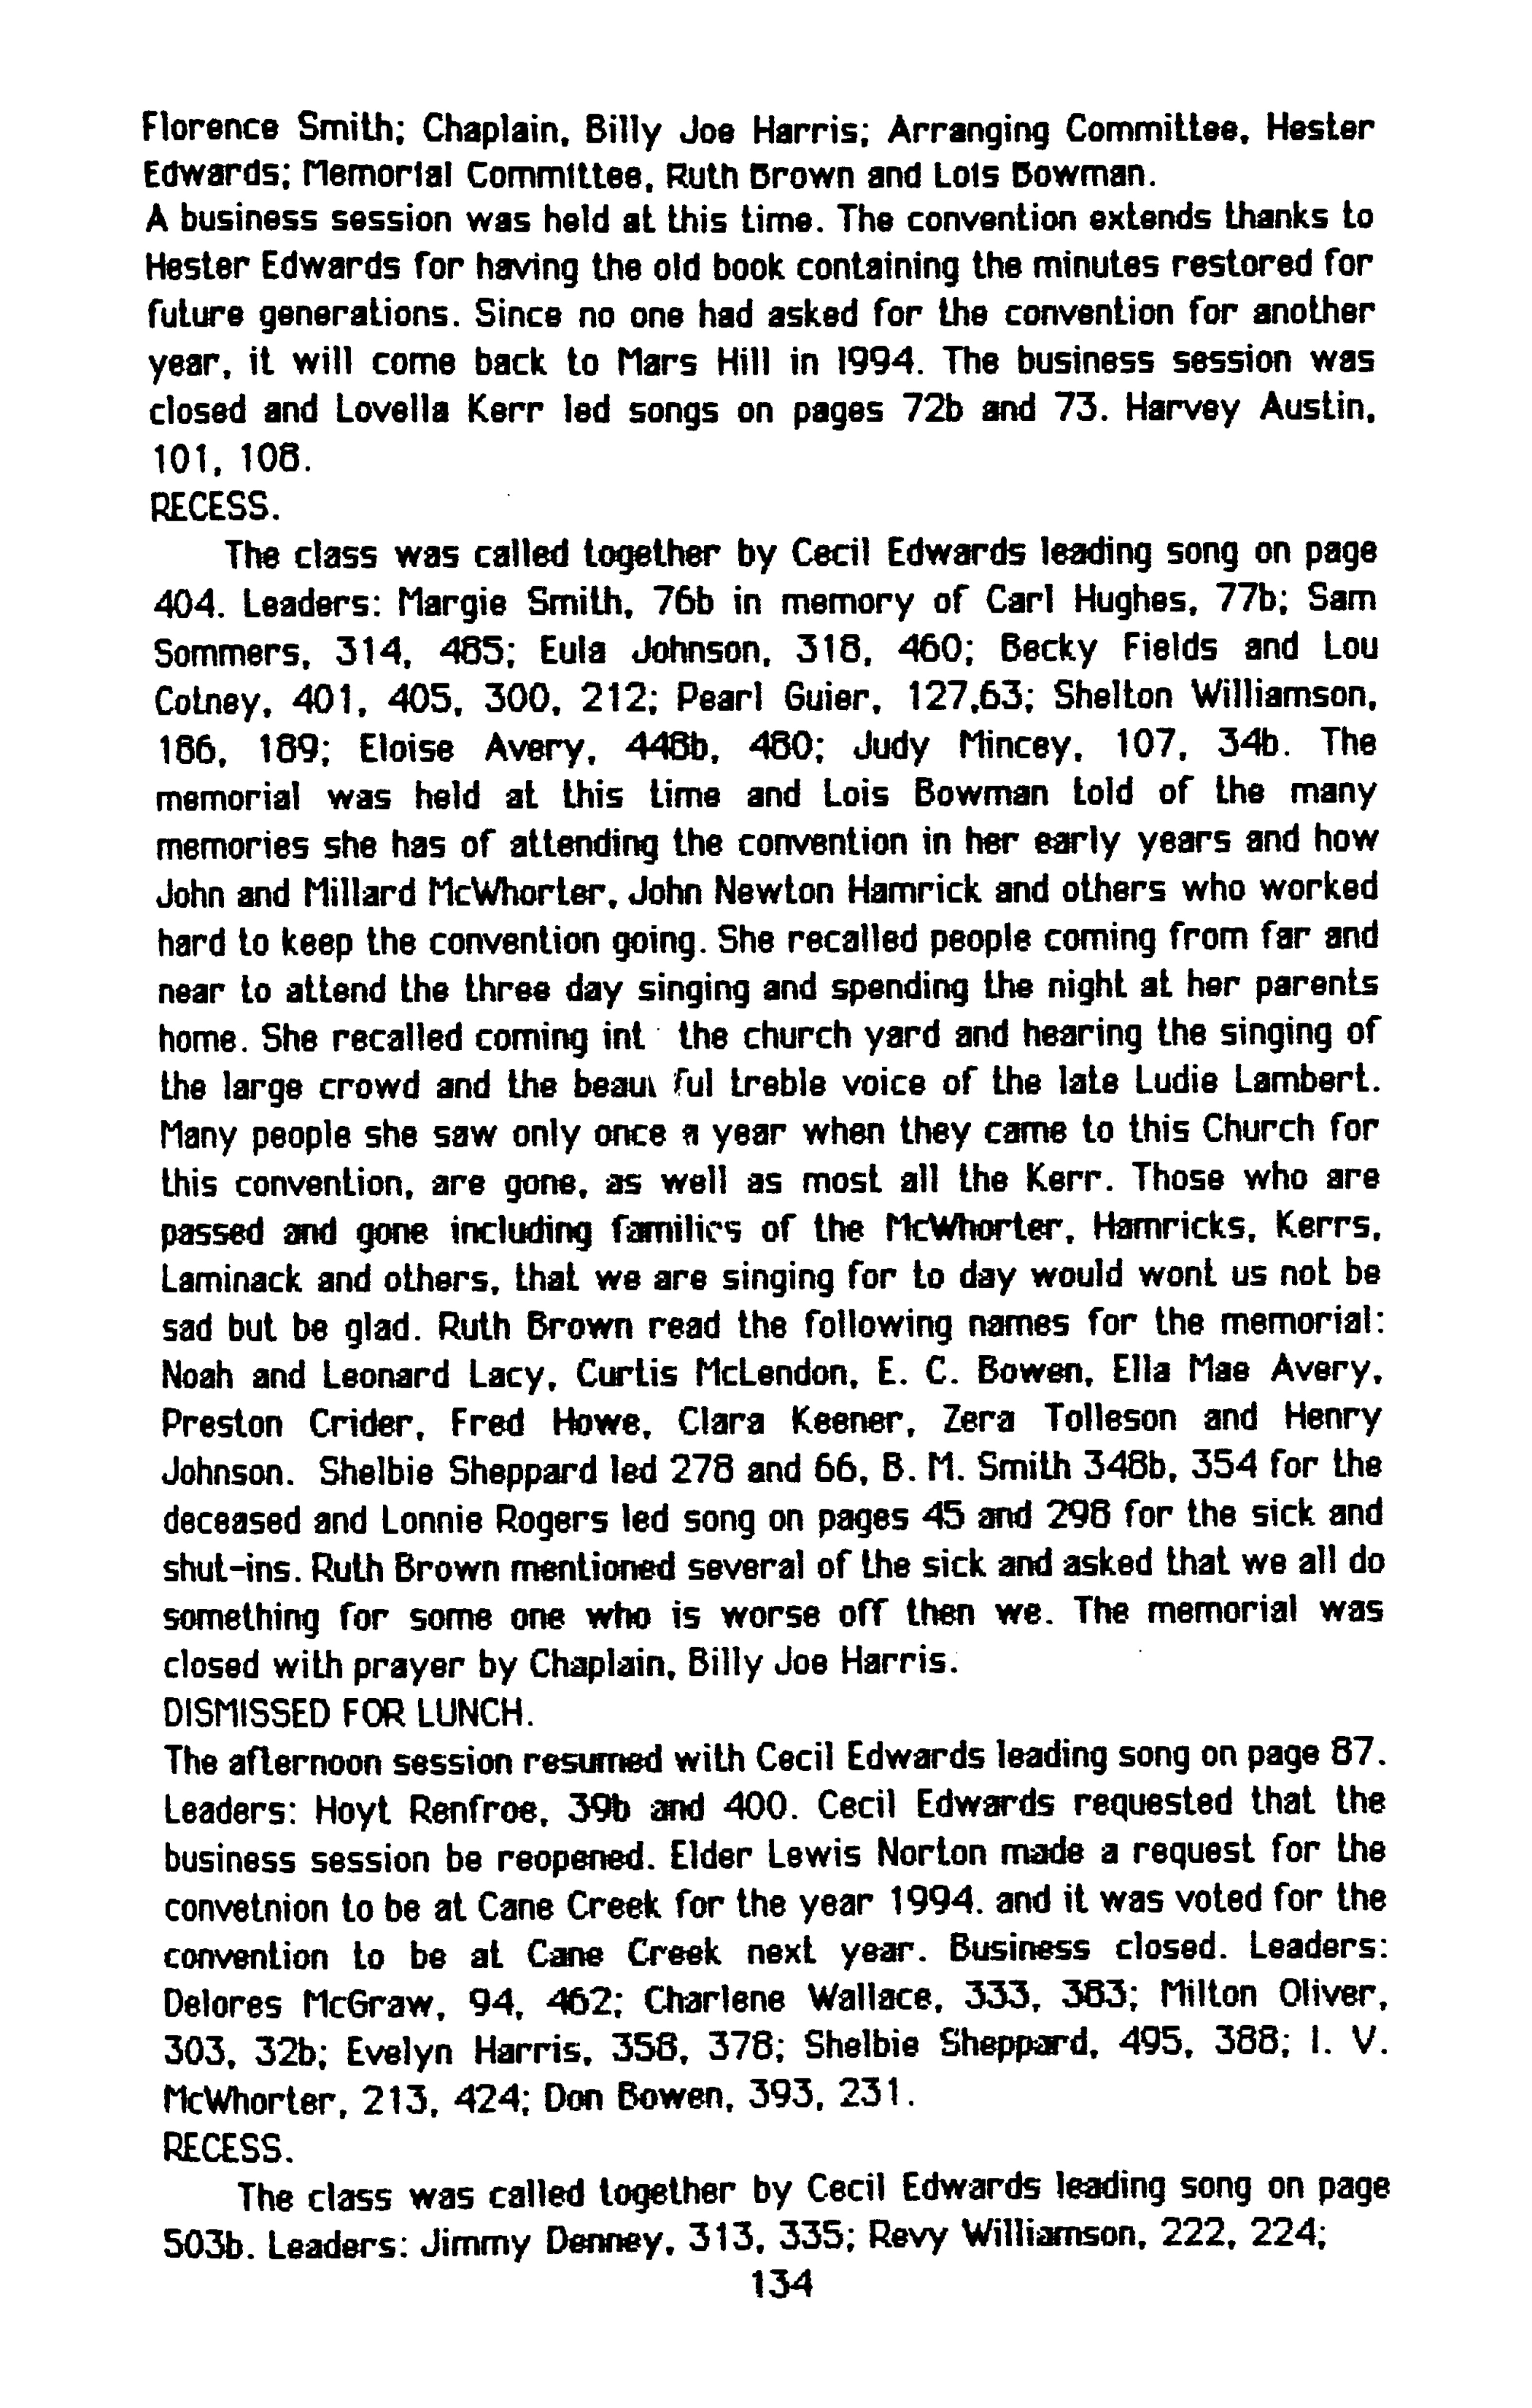 Florence Smith; Chaplain, Billy Joe Harris; Arranging Committee, Hester
Edwards; Memorial Committee, Ruth Brown and Lois Bowman.
A business session was held at this time. The convention extends thanks to
Hester Edwards for having the old book containing the minutes restored for
future generations. Since no one had asked for the convention for another
year, it will come back to Mars Hill in 1994. The business session was
closed and Lovella Kerr led songs on pages 72b and 73. Harvey Austin,
101, 108.
RECESS.
The class was called together by Cecil Edwards leading song on page
404. Leaders: Margie Smith, 76b in memory of Carl Hughes, 77b; Sam
Sommers, 314, 485; Eula Johnson, 318, 460; Becky Fields and Lou
Cotney, 401, 405, 300, 212; Pearl Guier, 127,63; Shelton Williamson,
186, 189; Eloise Avery, 448b, 480; Judy Mincey, 107, 34b. The
memorial was held at this time and Lois Bowman told of the many
memories she has of attending the convention in her early years and how
John and Millard McWhorter, John Newton Hamrick and others who worked
hard to keep the convention going. She recalled people coming from far and
near to attend the three day singing and spending the night at her parents
home. She recalled coming int the church yard and hearing the singing of
the large crowd and the beautiful treble voice of the late Ludie Lambert.
Many people she saw only once a year when they came to this Church for
this convention, are gone, as well as most all the Kerr. Those who are
passed and gone including families of the McWhorter, Hamricks, Kerrs,
Laminack and others, that we are singing for to day would wont us not be
sad but be glad. Ruth Brown read the following names for the memorial:
Noah and Leonard Lacy, Curtis McLendon, E. C. Bowen, Ella Mae Avery,
Preston Crider, Fred Howe, Clara Keener, Zera Tolleson and Henry
Johnson. Shelbie Sheppard led 278 and 66, B. M. Smith 348b, 354 for the
deceased and Lonnie Rogers led song on pages 45 and 298 for the sick and
shut-ins. Ruth Brown mentioned several of the sick and asked that we all do
something for some one who is worse off then we. The memorial was
closed with prayer by Chaplain, Billy Joe Harris.
DISMISSED FOR LUNCH.
The afternoon session resumed with Cecil Edwards leading song on page 87.
Leaders: Hoyt Renfroe, 39b and 400. Cecil Edwards requested that the
business session be reopened. Elder Lewis Norton made a request for the
convetnion to be at Cane Creek for the year 1994. and it was voted for the
convention to be at Cane Creek next year. Business closed. Leaders:
Delores McGraw, 94, 462; Charlene Wallace, 333, 383; Milton Oliver,
303, 32b; Evelyn Harris, 358, 378; Shelbie Sheppard, 495, 388; I. V.
McWhorter, 213, 424; Don Bowen, 393, 231.
RECESS.
The class was called together by Cecil Edwards leading song on page
503b. Leaders: Jimmy Denney, 313, 335; Revy Williamson, 222, 224;
134